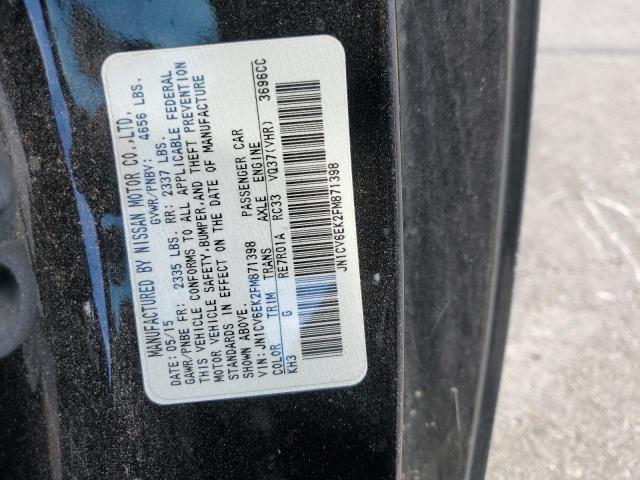 MANUFACTURED BY NISSAN MOTOR CO.,LTD.
DATE: 05/15 GVWR/PNBV: 4656 LBS.
GAWR/PNBE FR: 2335 LBS. RR: 2337 LBS.
THIS VEHICLE CONFORMS TO ALL APPLICABLE FEDERAL
MOTOR VEHICLE SAFETY,BUMPER,AND THEFT PREVENTION
STANDARDS IN EFFECT ON THE DATE OF MANUFACTURE
SHOWN ABOVE.
VIN: JN1CV6EK2FM871398 PASSENGER CAR
COLOR TRIM TRANS AXLE ENGINE
KH3 G RE7R01A RC33 VQ37(VHR) 3696CC
JN1CV6EK2FM871398